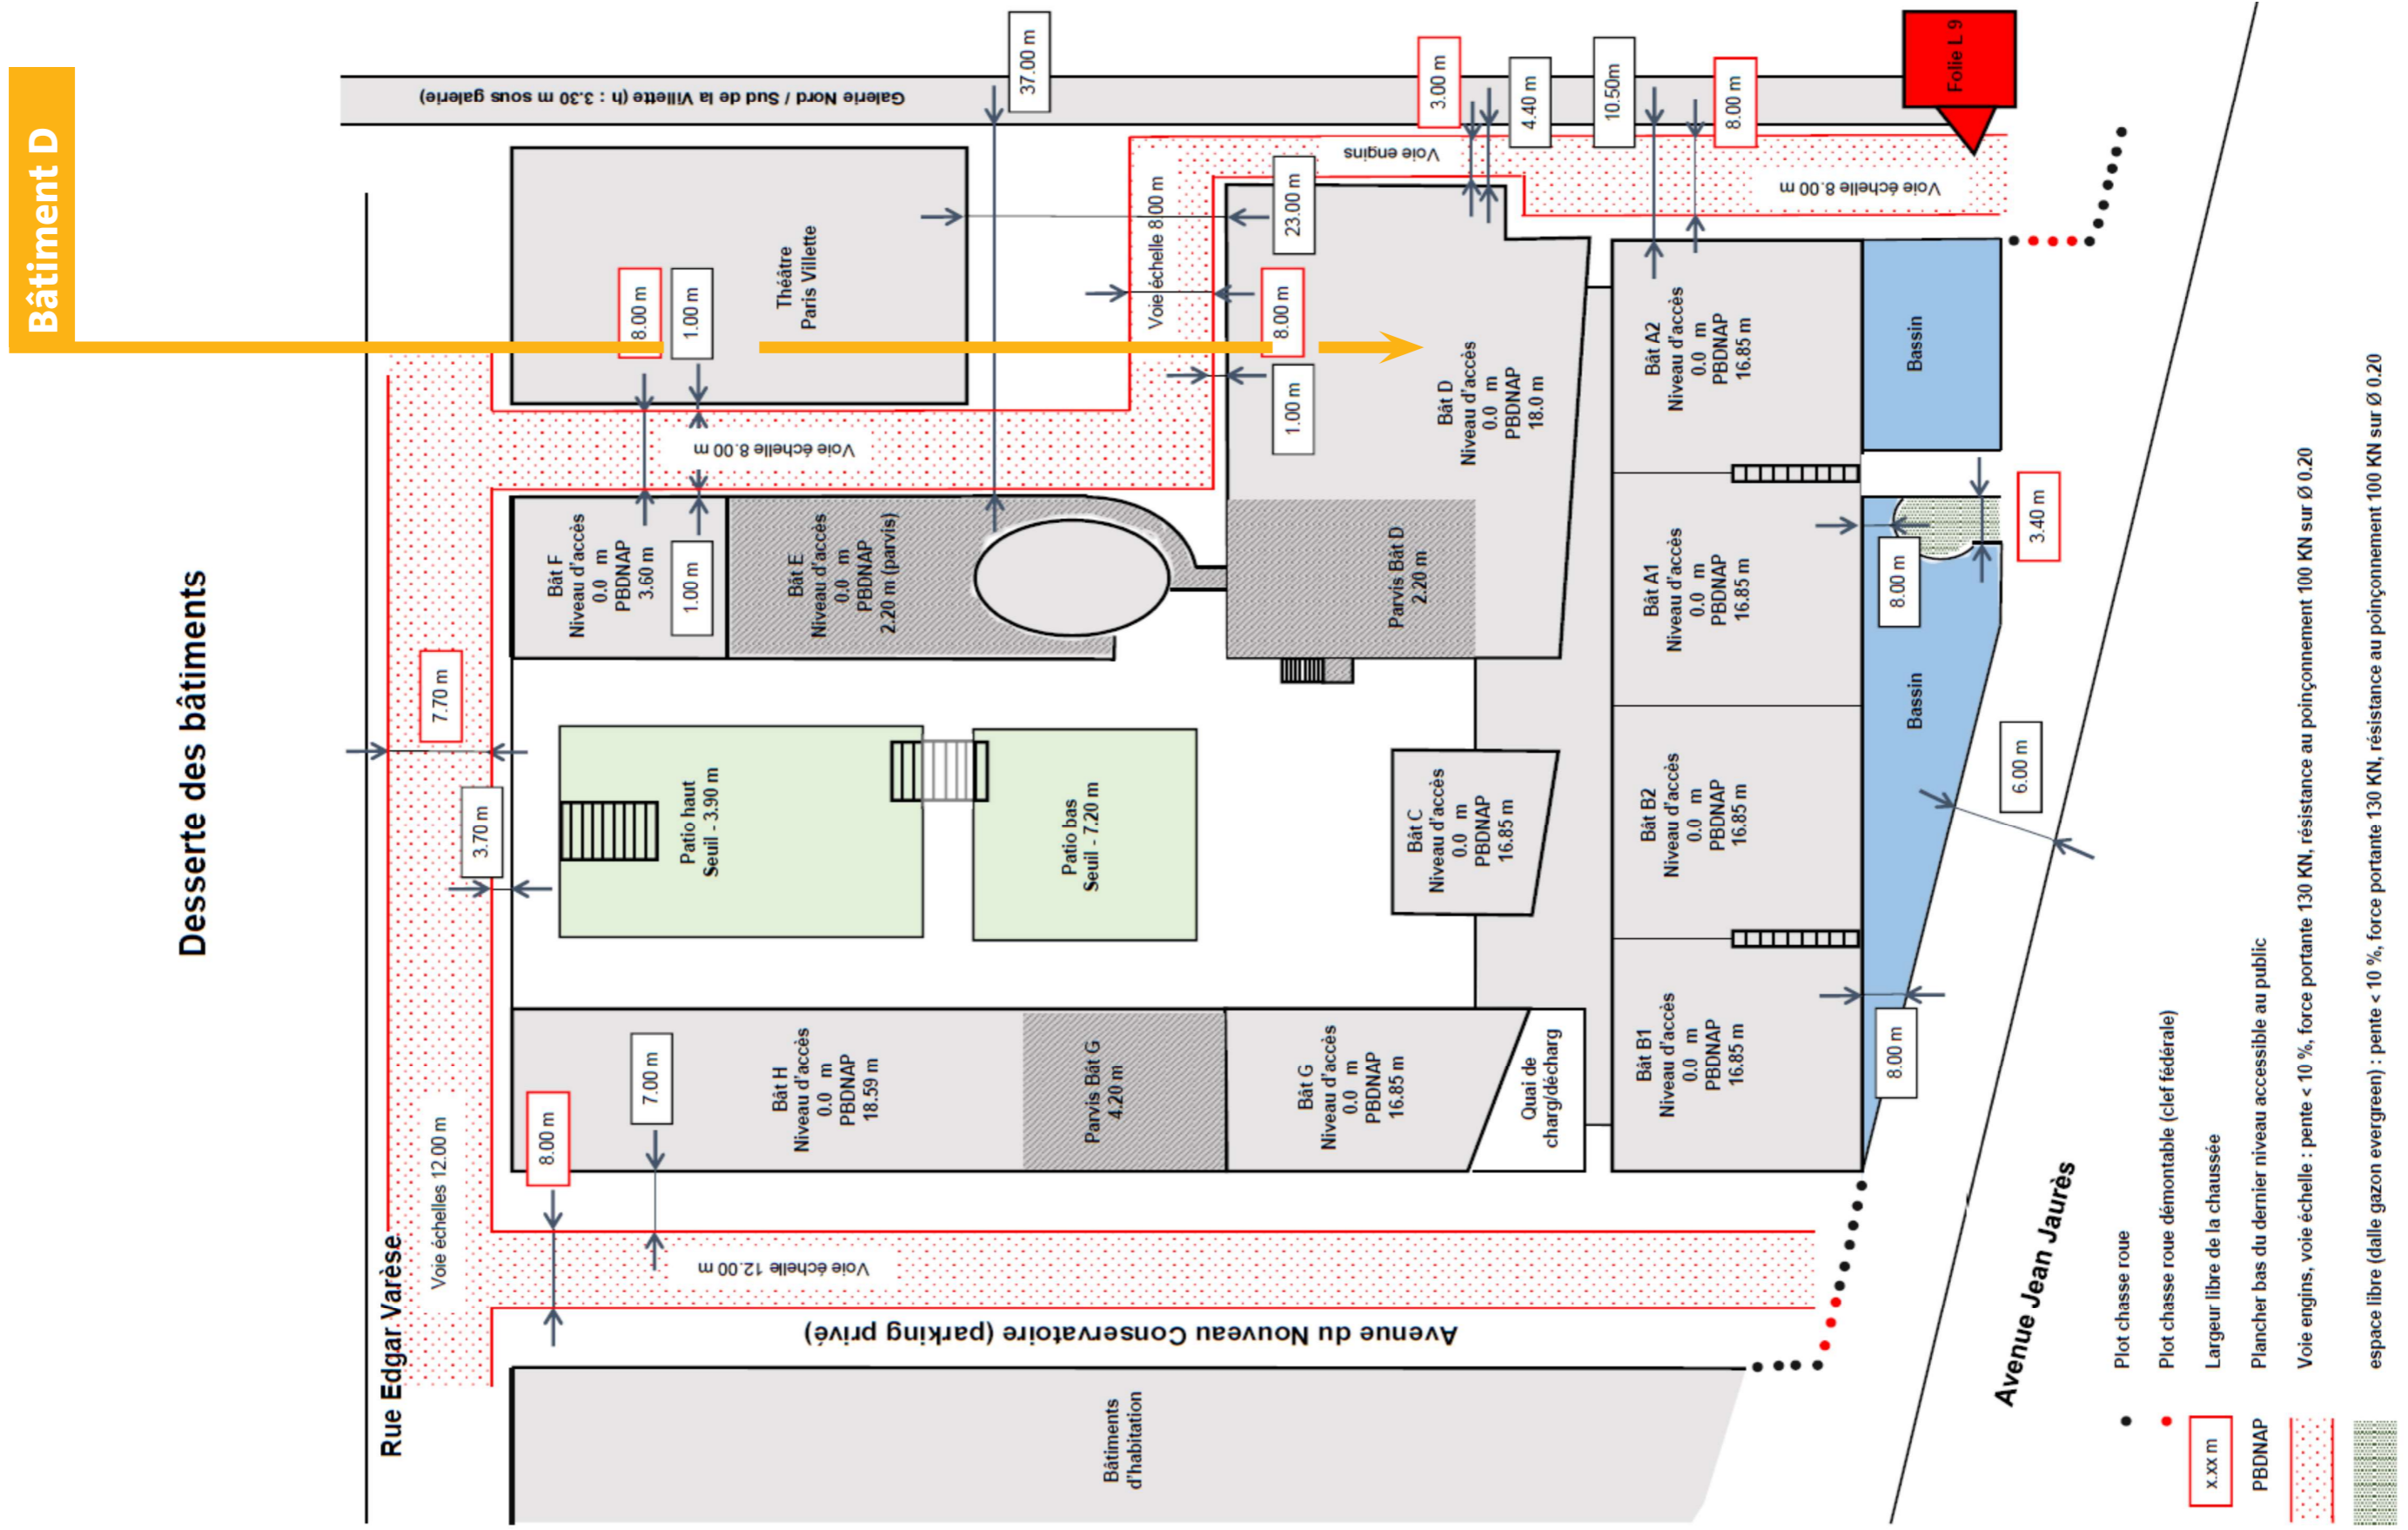 Bâtiment D
Desserte des bâtiments
Rue Edgar Varèse
Voie échelles 12.00 m
7.70 m
3.70 m
8.00 m
7.00 m
Voie échelle 12.00 m
Avenue du Nouveau Conservatoire (parking privé)
Bâtiments
d'habitation
Galerie Nord / Sud de la Villette (h : 3.30 m sous galerie)
37.00 m
Théâtre
Paris Villette
8.00 m
1.00 m
Voie échelle 8.00 m
1.00 m
Bât F
Niveau d'accès
0.0 m
PBDNAP
3.60 m
Bât E
Niveau d'accès
0.0 m
PBDNAP
2.20 m (parvis)
Patio haut
Seuil - 3.90 m
Patio bas
Seuil - 7.20 m
Bât H
Niveau d'accès
0.0 m
PBDNAP
18.59 m
Parvis Bât G
4.20 m
Bât G
Niveau d'accès
0.0 m
PBDNAP
16.85 m
Quai de
charg/décharg
Voie échelle 8.00 m
23.00 m
8.00 m
1.00 m
Voie engins
3.00 m
4.40 m
10.50m
8.00 m
Voie échelle 8.00 m
Folie L 9
Bât D
Niveau d'accès
0.0 m
PBDNAP
18.0 m
Parvis Bât D
2.20 m
Bât C
Niveau d'accès
0.0 m
PBDNAP
16.85 m
Bât A2
Niveau d'accès
0.0 m
PBDNAP
16.85 m
Bât A1
Niveau d'accès
0.0 m
PBDNAP
16.85 m
Bât B2
Niveau d'accès
0.0 m
PBDNAP
16.85 m
Bât B1
Niveau d'accès
0.0 m
PBDNAP
16.85 m
Bassin
Bassin
8.00 m
3.40 m
6.00 m
8.00 m
Avenue Jean Jaurès
Plot chasse roue
Plot chasse roue démontable (clef fédérale)
x.xx m Largeur libre de la chaussée
PBDNAP Plancher bas du dernier niveau accessible au public
Voie engins, voie échelle : pente < 10 %, force portante 130 KN, résistance au poinçonnement 100 KN sur Ø 0.20
espace libre (dalle gazon evergreen) : pente < 10 %, force portante 130 KN, résistance au poinçonnement 100 KN sur Ø 0.20